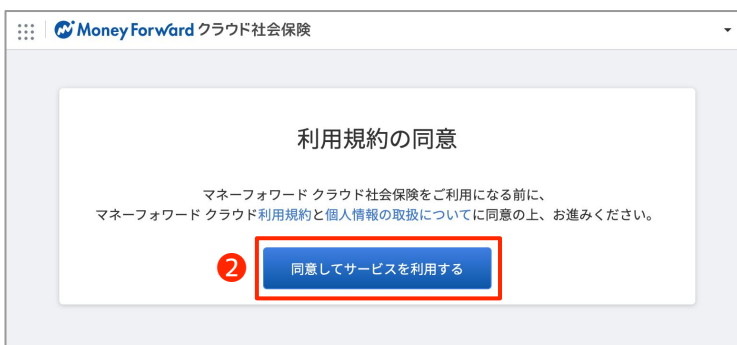 Money Forward クラウド社会保険
利用規約の同意
マネーフォワード クラウド社会保険をご利用になる前に、
マネーフォワード クラウド利用規約と個人情報の取扱についてに同意の上、お進みください。
2 同意してサービスを利用する